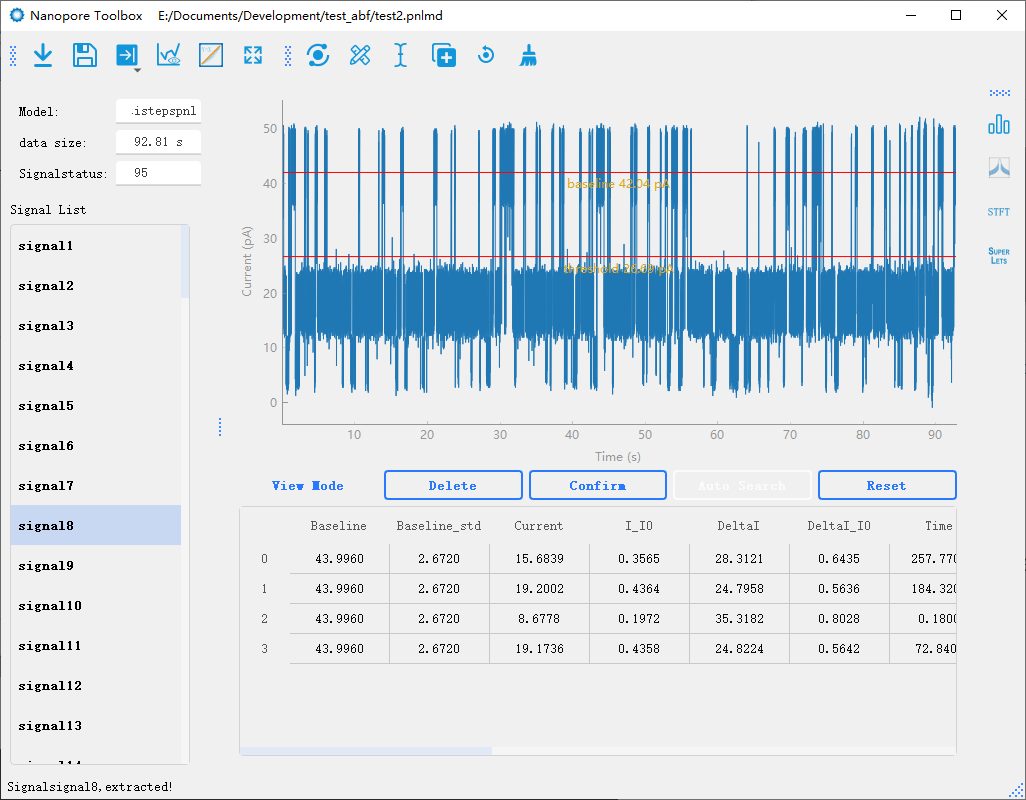 Nanopore Toolbox E:/Documents/Development/test_abf/test2.pnlmd
Model: .istepspnl
data size: 92.81 s
Signalstatus: 95
Signal List
signal1
signal2
signal3
signal4
signal5
signal6
signal7
signal8
signal9
signal10
signal11
signal12
signal13
Current (pA)
50
40
30
20
10
0
baseline 42.04 pA
10 20 30 40 50 60 70 80 90
Time (s)
STFT
SUPER
LETS
View Mode Delete Confirm Auto Search Reset
Baseline Baseline_std Current I_I0 DeltaI DeltaI_I0 Time
0 43.9960 2.6720 15.6839 0.3565 28.3121 0.6435 257.770
1 43.9960 2.6720 19.2002 0.4364 24.7958 0.5636 184.320
2 43.9960 2.6720 8.6778 0.1972 35.3182 0.8028 0.1800
3 43.9960 2.6720 19.1736 0.4358 24.8224 0.5642 72.840
Signalsignal8,extracted!